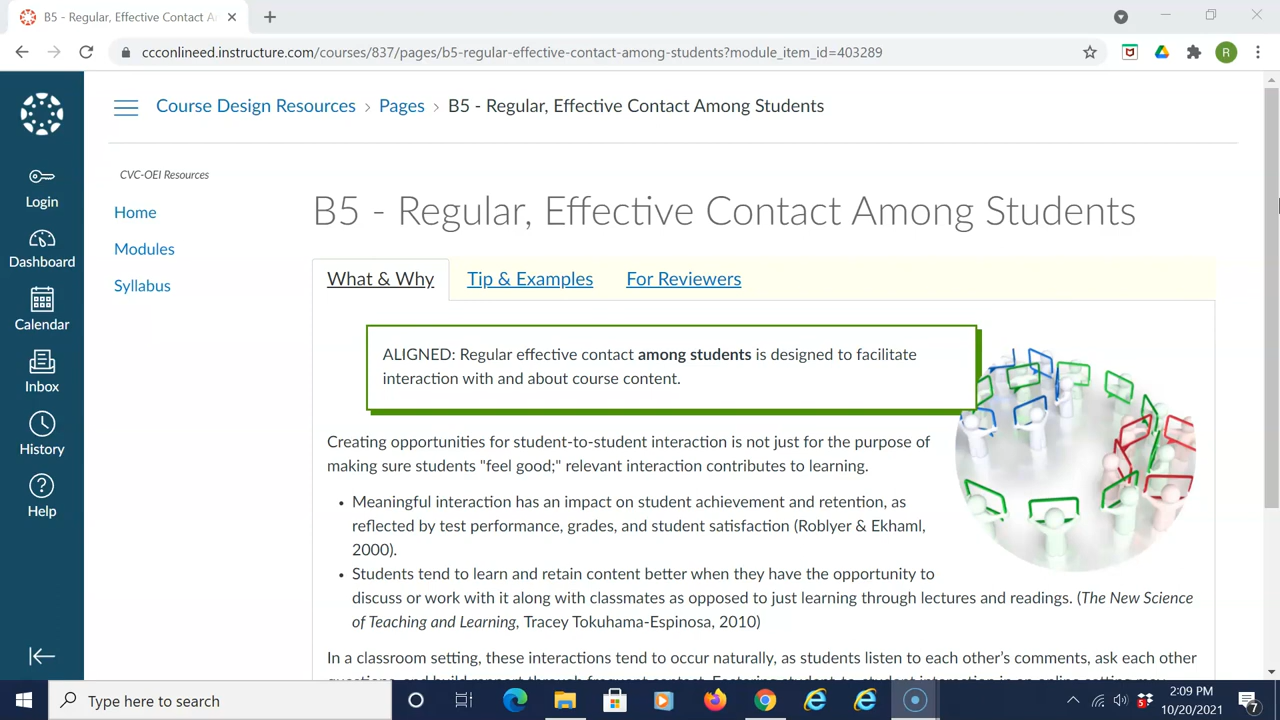 B5 - Regular, Effective Contact A
ccconlineed.instructure.com/courses/837/pages/b5-regular-effective-contact-among-students?module_item_id=403289
R
Course Design Resources > Pages > B5 - Regular, Effective Contact Among Students
CVC-OEI Resources
Home
Modules
Syllabus
Login
Dashboard
Calendar
Inbox
History
Help
B5 - Regular, Effective Contact Among Students
What & Why
Tip & Examples
For Reviewers
ALIGNED: Regular effective contact among students is designed to facilitate
interaction with and about course content.
Creating opportunities for student-to-student interaction is not just for the purpose of
making sure students "feel good;" relevant interaction contributes to learning.
• Meaningful interaction has an impact on student achievement and retention, as
reflected by test performance, grades, and student satisfaction (Roblyer & Ekhaml,
2000).
• Students tend to learn and retain content better when they have the opportunity to
discuss or work with it along with classmates as opposed to just learning through lectures and readings. (The New Science
of Teaching and Learning, Tracey Tokuhama-Espinosa, 2010)
In a classroom setting, these interactions tend to occur naturally, as students listen to each other's comments, ask each other
Type here to search
2:09 PM
10/20/2021
7